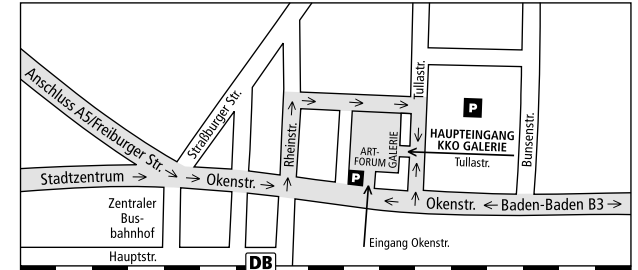 Anschluss A5/Freiburger Str.
Straßburger Str.
Tullastr.
P
Rheinstr.
ART-
FORUM
GALERIE
P
HAUPTEINGANG
KKO GALERIE
Tullastr.
Bunsenstr.
Stadtzentrum
Okenstr.
Okenstr.
Baden-Baden B3
Zentraler
Bus-
bahnhof
Eingang Okenstr.
Hauptstr.
DB